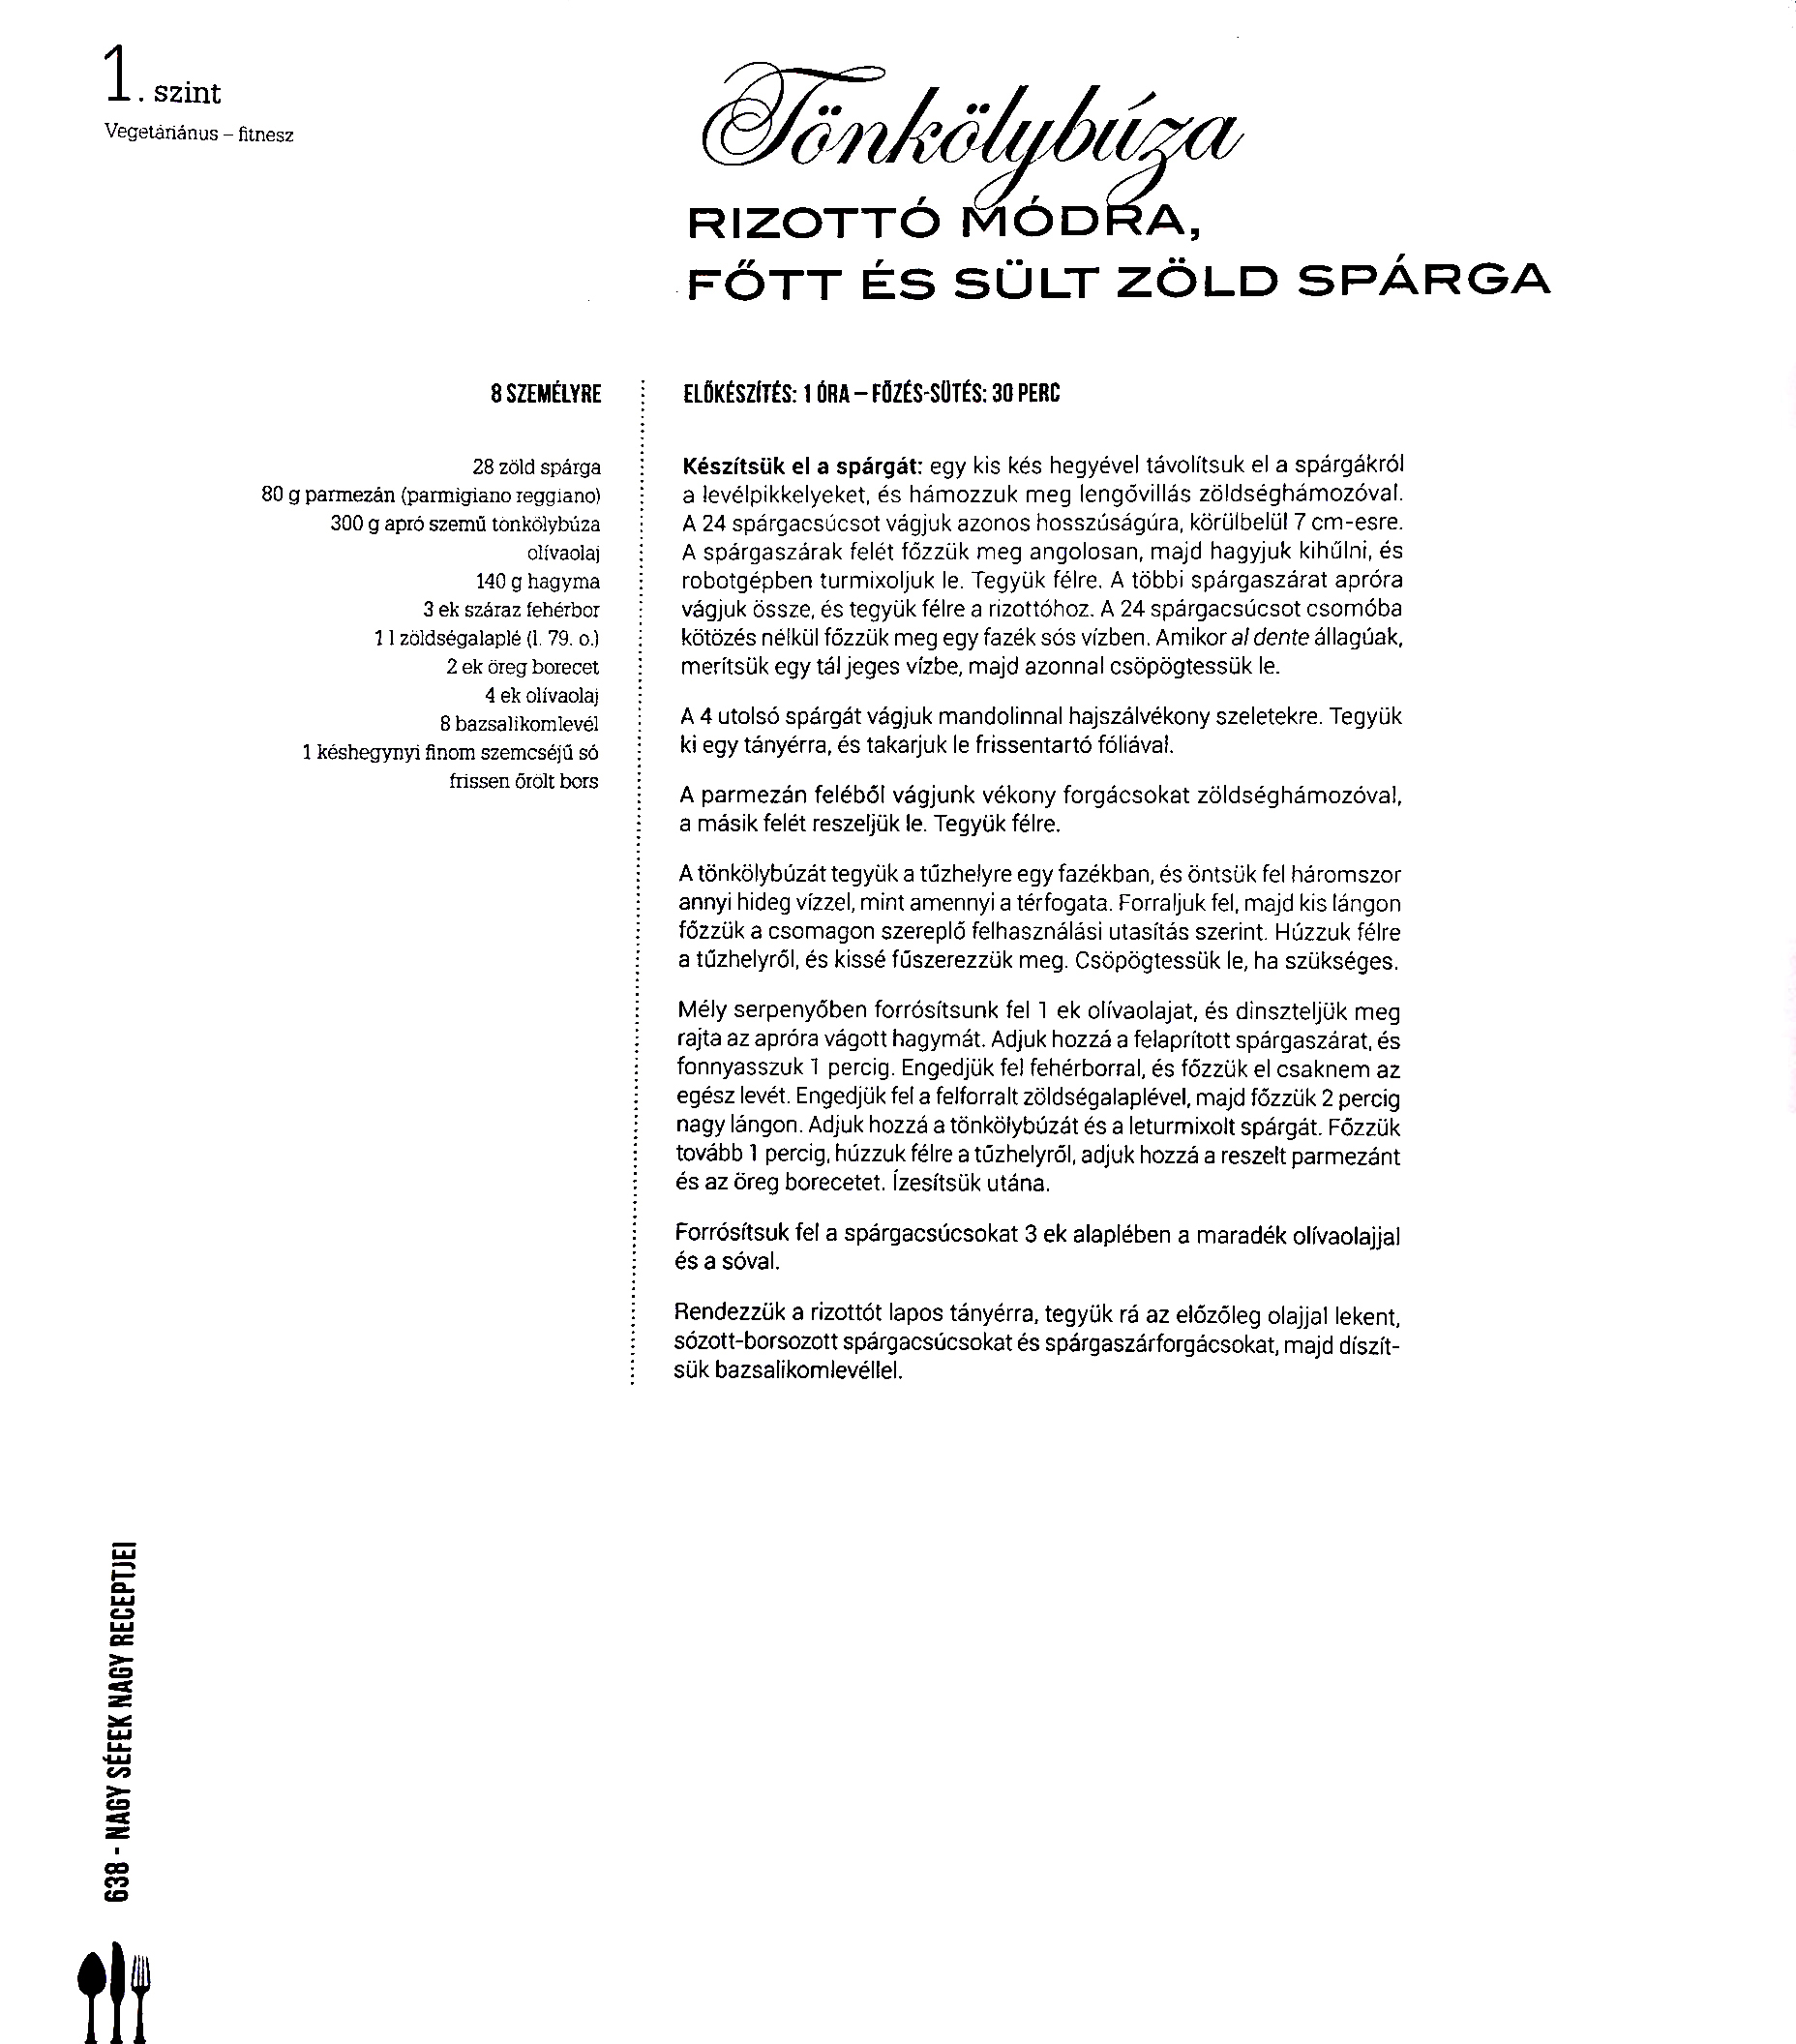 1. szint
Vegetáriánus – fitnesz
Tönkölybúza
RIZOTTÓ MÓDRA,
FŐTT ÉS SÜLT ZÖLD SPÁRGA
8 SZEMÉLYRE
28 zöld spárga
80 g parmezán (parmigiano reggiano)
300 g apró szemű tönkölybúza
olívaolaj
140 g hagyma
3 ek száraz fehérbor
1 l zöldségalaplé (l. 79. o.)
2 ek öreg borecet
4 ek olívaolaj
8 bazsalikomlevél
1 késhegynyi finom szemcséjű só
frissen őrölt bors
ELŐKÉSZÍTÉS: 1 ÓRA – FŐZÉS-SÜTÉS: 30 PERC
Készítsük el a spárgát: egy kis kés hegyével távolítsuk el a spárgákról
a levélpikkelyeket, és hámozzuk meg lengővillás zöldséghámozóval.
A 24 spárgacsúcsot vágjuk azonos hosszúságúra, körülbelül 7 cm-esre.
A spárgaszárak felét főzzük meg angolosan, majd hagyjuk kihűlni, és
robotgépben turmixoljuk le. Tegyük félre. A többi spárgaszárat apróra
vágjuk össze, és tegyük félre a rizottóhoz. A 24 spárgacsúcsot csomóba
kötözés nélkül főzzük meg egy fazék sós vízben. Amikor al dente állagúak,
merítsük egy tál jeges vízbe, majd azonnal csöpögtessük le.
A 4 utolsó spárgát vágjuk mandolinnal hajszálvékony szeletekre. Tegyük
ki egy tányérra, és takarjuk le frissentartó fóliával.
A parmezán feléből vágjunk vékony forgácsokat zöldséghámozóval,
a másik felét reszeljük le. Tegyük félre.
A tönkölybúzát tegyük a tűzhelyre egy fazékban, és öntsük fel háromszor
annyi hideg vízzel, mint amennyi a térfogata. Forraljuk fel, majd kis lángon
főzzük a csomagon szereplő felhasználási utasítás szerint. Húzzuk félre
a tűzhelyről, és kissé fűszerezzük meg. Csöpögtessük le, ha szükséges.
Mély serpenyőben forrósítsunk fel 1 ek olívaolajat, és dinszteljük meg
rajta az apróra vágott hagymát. Adjuk hozzá a felaprított spárgaszárat, és
fonnyasszuk 1 percig. Engedjük fel fehérborral, és főzzük el csaknem az
egész levét. Engedjük fel a felforralt zöldségalaplével, majd főzzük 2 percig
nagy lángon. Adjuk hozzá a tönkölybúzát és a leturmixolt spárgát. Főzzük
tovább 1 percig, húzzuk félre a tűzhelyről, adjuk hozzá a reszelt parmezánt
és az öreg borecetet. Ízesítsük utána.
Forrósítsuk fel a spárgacsúcsokat 3 ek alaplében a maradék olívaolajjal
és a sóval.
Rendezzük a rizottót lapos tányérra, tegyük rá az előzőleg olajjal lekent,
sózott-borsozott spárgacsúcsokat és spárgaszárforgácsokat, majd díszít-
sük bazsalikomlevéllel.
638 - NAGY SÉFEK NAGY RECEPTJEI